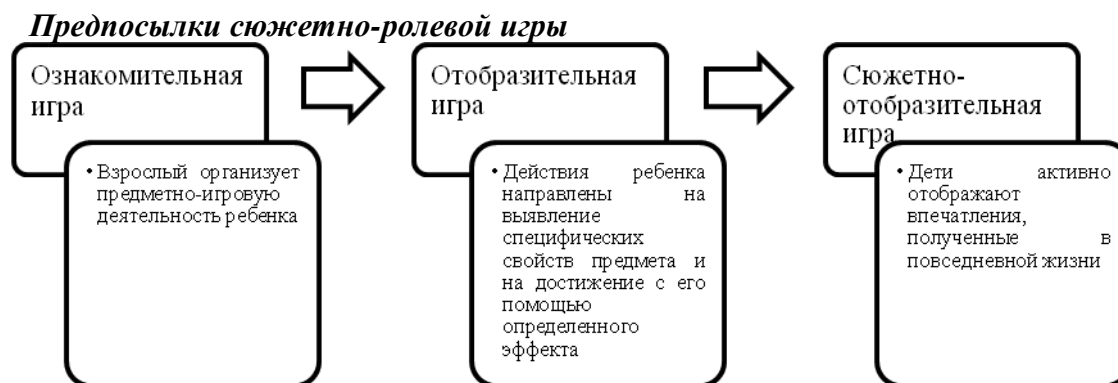 Предпосылки сюжетно-ролевой игры
Ознакомительная
игра
• Взрослый организует
предметно-игровую
деятельность ребенка
Отобразительная
игра
• Действия ребенка
направлены на
выявление
специфических
свойств предмета и
на достижение с его
помощью
определенного
эффекта
Сюжетно-
отобразительная
игра
• Дети активно
отображают
впечатления,
полученные в
повседневной жизни